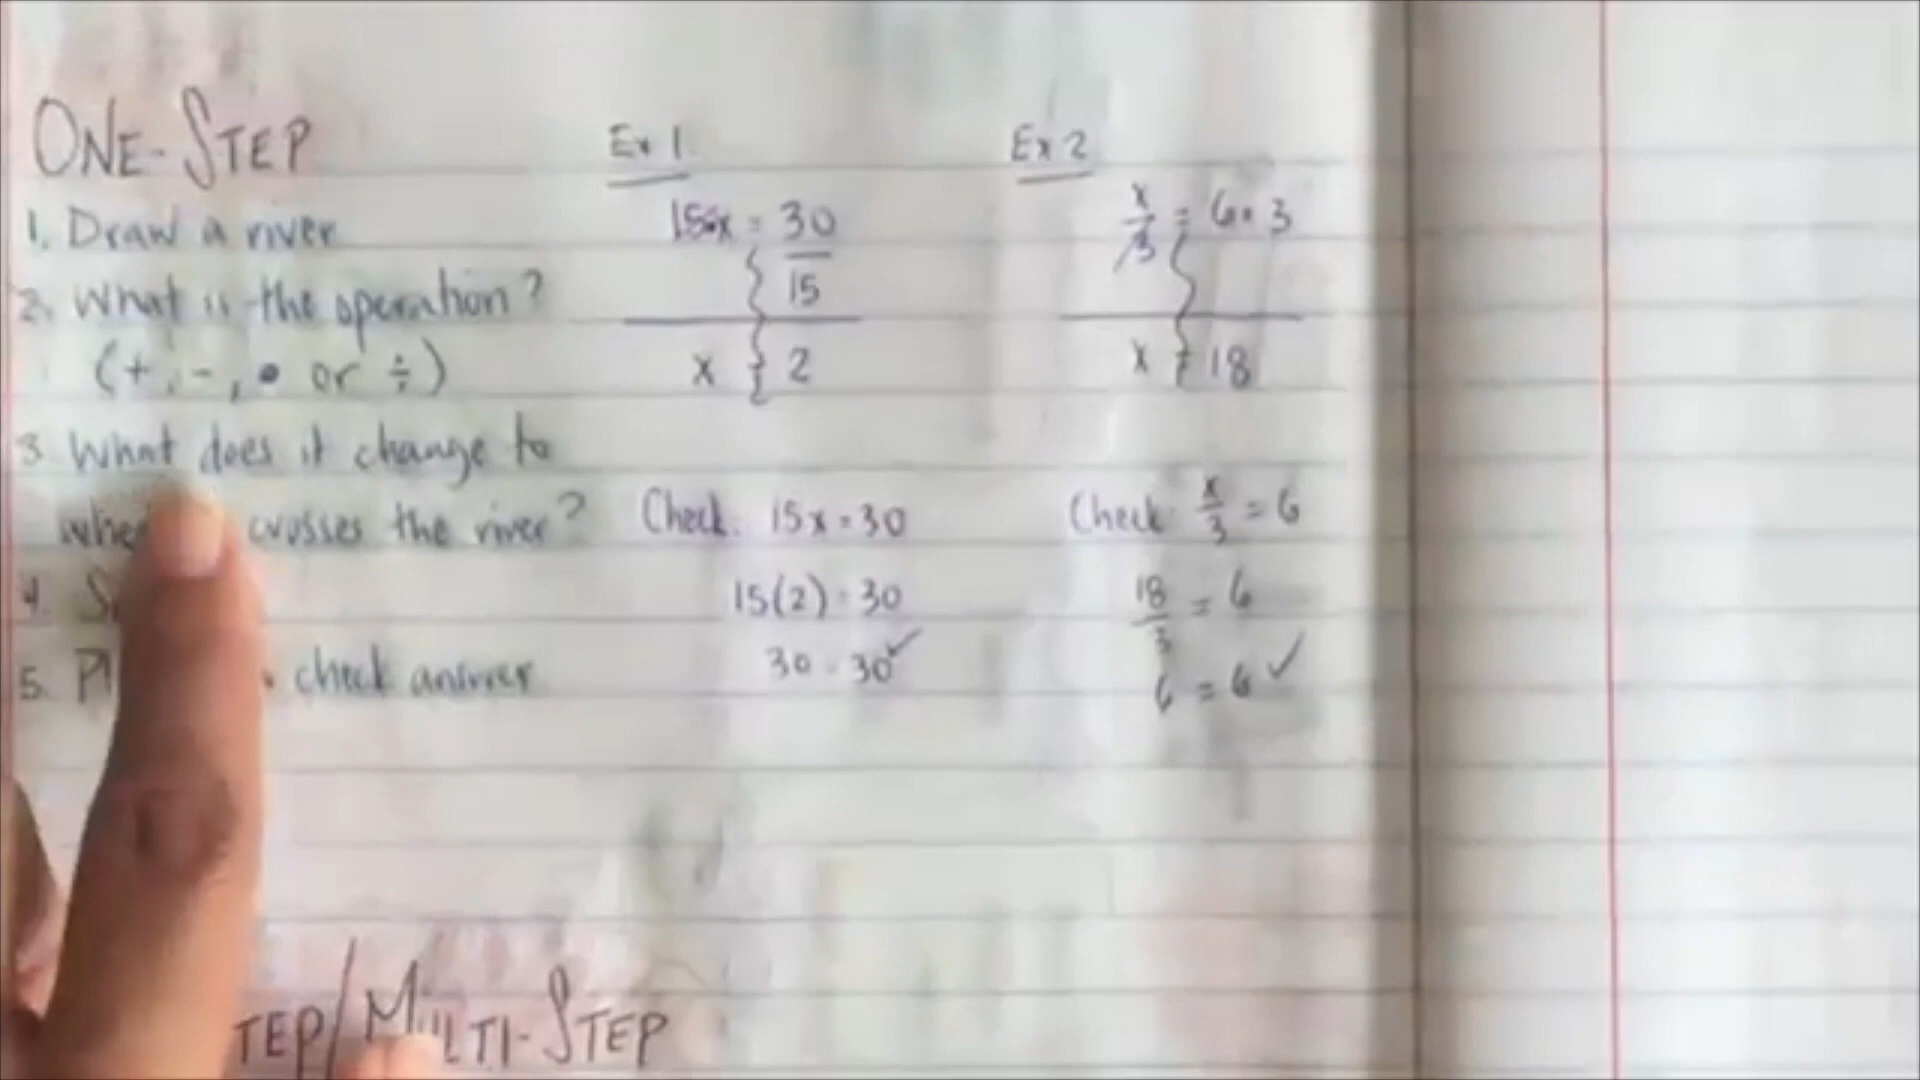 ONE-STEP
1. Draw a river
2. What is the operation?
(+, -, • or ÷)
3. What does it change to
crosses the river?
4.
5. check answer
Ex 1
15•x = 30
15
x = 2
Check: 15x = 30
15(2) = 30
30 = 30 ✓
Ex 2
x
3 = 6 • 3
x = 18
Check: x/3 = 6
18/3 = 6
6 = 6 ✓
TEP/MULTI-STEP